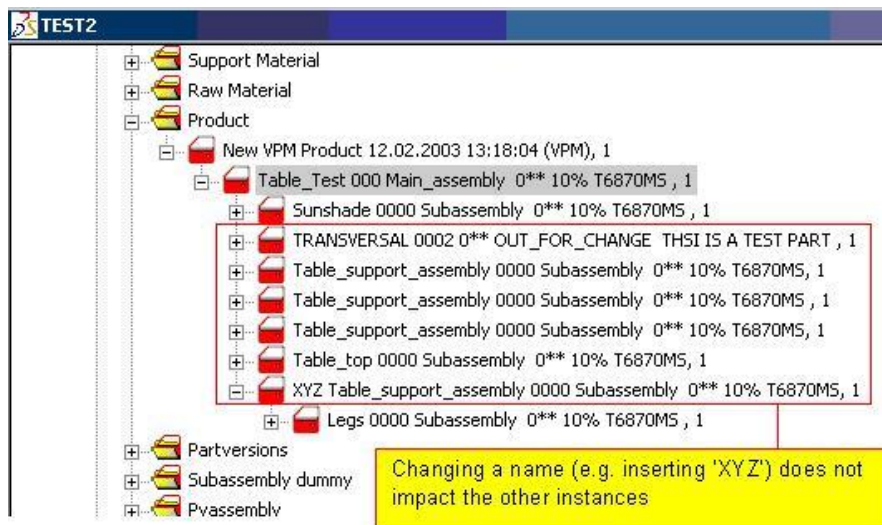 TEST2
Support Material
Raw Material
Product
New VPM Product 12.02.2003 13:18:04 (VPM), 1
Table_Test 000 Main_assembly 0** 10% T6870MS , 1
Sunshade 0000 Subassembly 0** 10% T6870MS , 1
TRANSVERSAL 0002 0** OUT_FOR_CHANGE THSI IS A TEST PART , 1
Table_support_assembly 0000 Subassembly 0** 10% T6870MS, 1
Table_support_assembly 0000 Subassembly 0** 10% T6870MS , 1
Table_support_assembly 0000 Subassembly 0** 10% T6870MS, 1
Table_top 0000 Subassembly 0** 10% T6870MS, 1
XYZ Table_support_assembly 0000 Subassembly 0** 10% T6870MS, 1
Legs 0000 Subassembly 0** 10% T6870MS , 1
Partversions
Subassembly dummy
Pvassembly
Changing a name (e.g. inserting 'XYZ') does not
impact the other instances